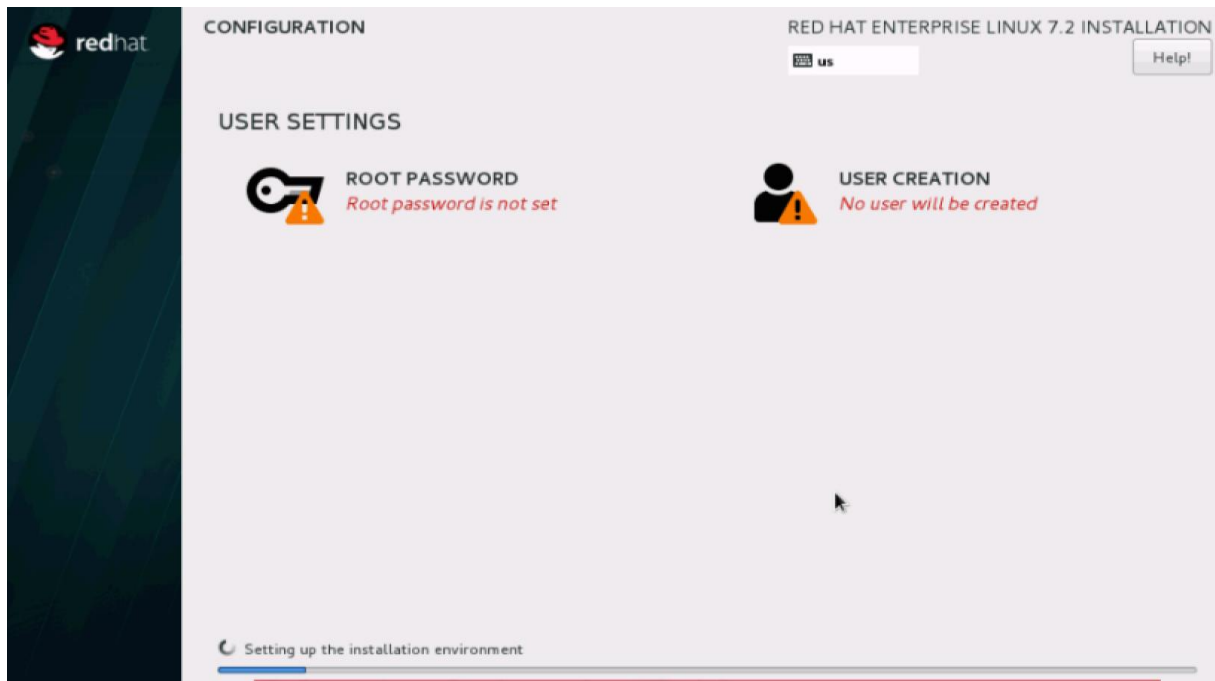 redhat
CONFIGURATION
RED HAT ENTERPRISE LINUX 7.2 INSTALLATION
us
Help!
USER SETTINGS
ROOT PASSWORD
Root password is not set
USER CREATION
No user will be created
Setting up the installation environment